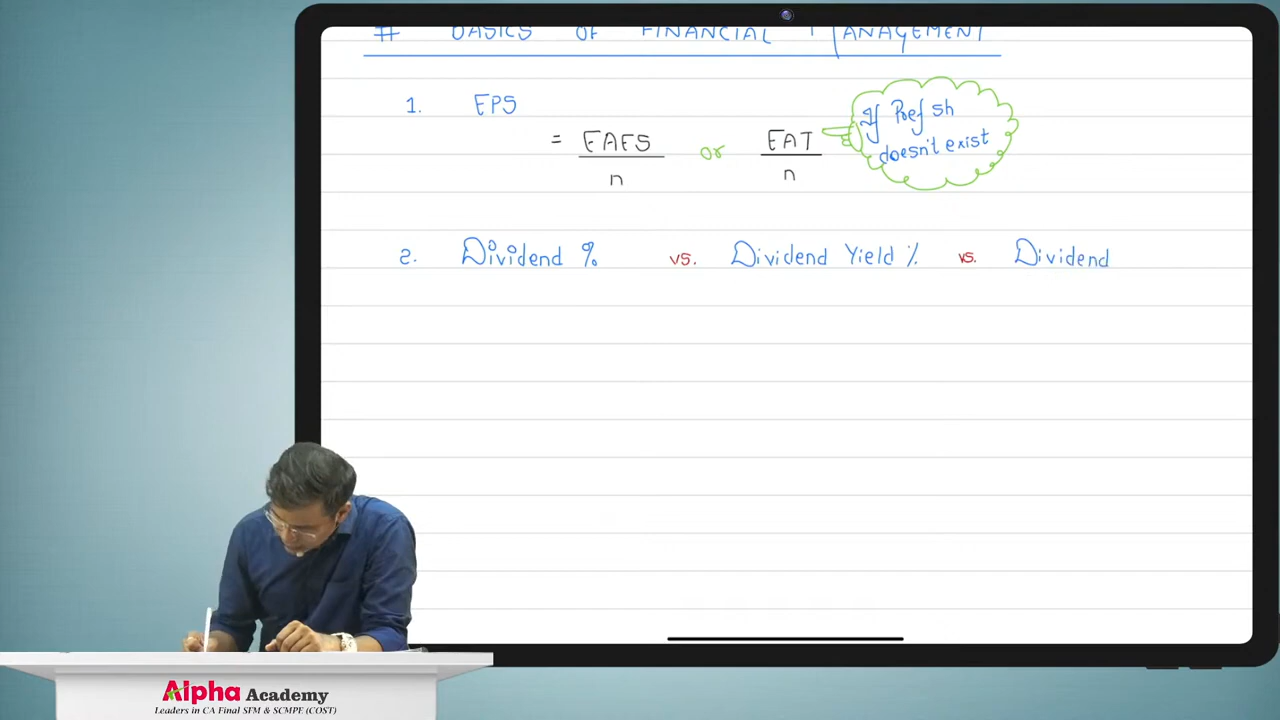 # BASICS OF FINANCIAL MANAGEMENT
1. EPS
= EAES / n or EAT / n
If Pref sh
doesn't exist
2. Dividend % vs. Dividend Yield % vs. Dividend
Alpha Academy
Leaders in CA Final SFM & SCMPE (COST)